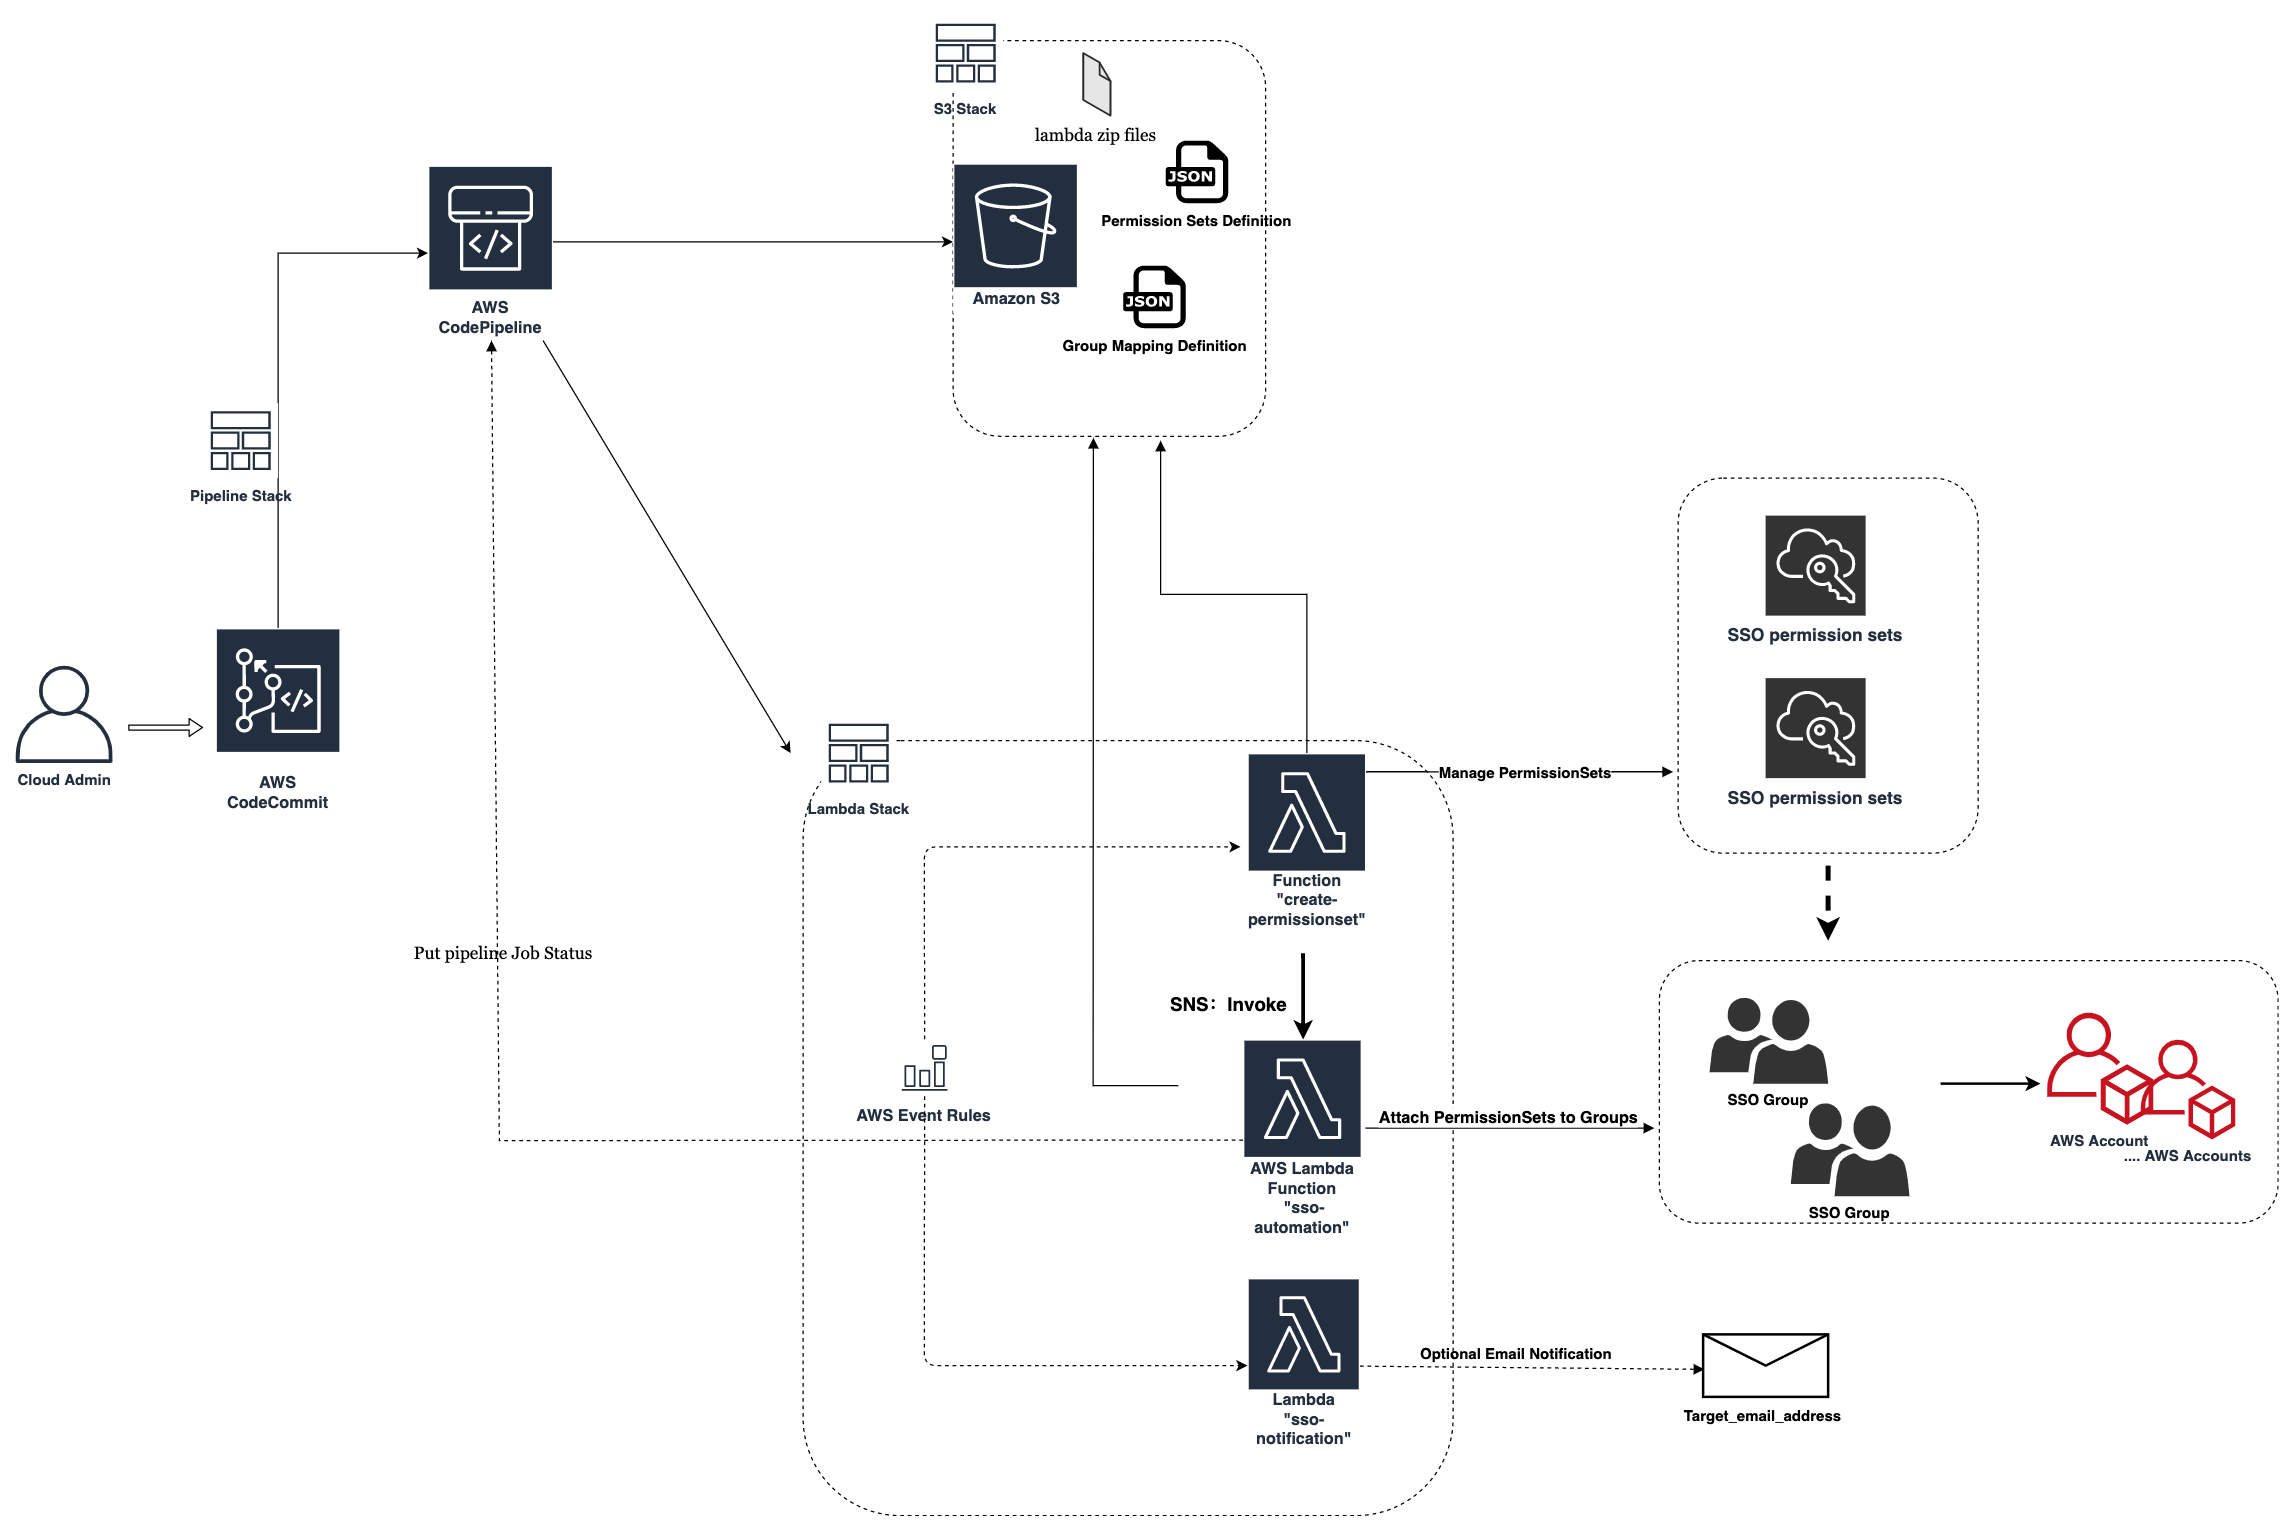 S3 Stack
lambda zip files
JSON
Permission Sets Definition
Amazon S3
JSON
Group Mapping Definition
AWS
CodePipeline
Pipeline Stack
Cloud Admin
AWS
CodeCommit
SSO permission sets
SSO permission sets
Lambda Stack
Manage PermissionSets
Function
"create-
permissionset"
Put pipeline Job Status
SNS: Invoke
AWS Event Rules
Attach PermissionSets to Groups
AWS Lambda
Function
"sso-
automation"
SSO Group
SSO Group
AWS Account
.... AWS Accounts
Lambda
"sso-
notification"
Optional Email Notification
Target_email_address